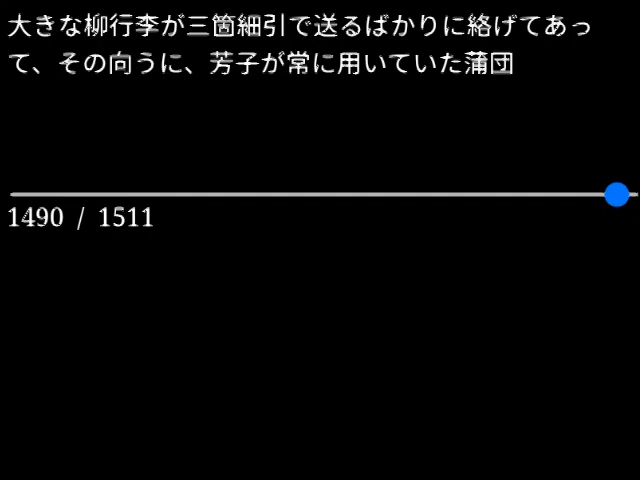 大きな柳行李が三箇細引で送るばかりに絡げてあっ
て、その向うに、芳子が常に用いていた蒲団
1490 / 1511